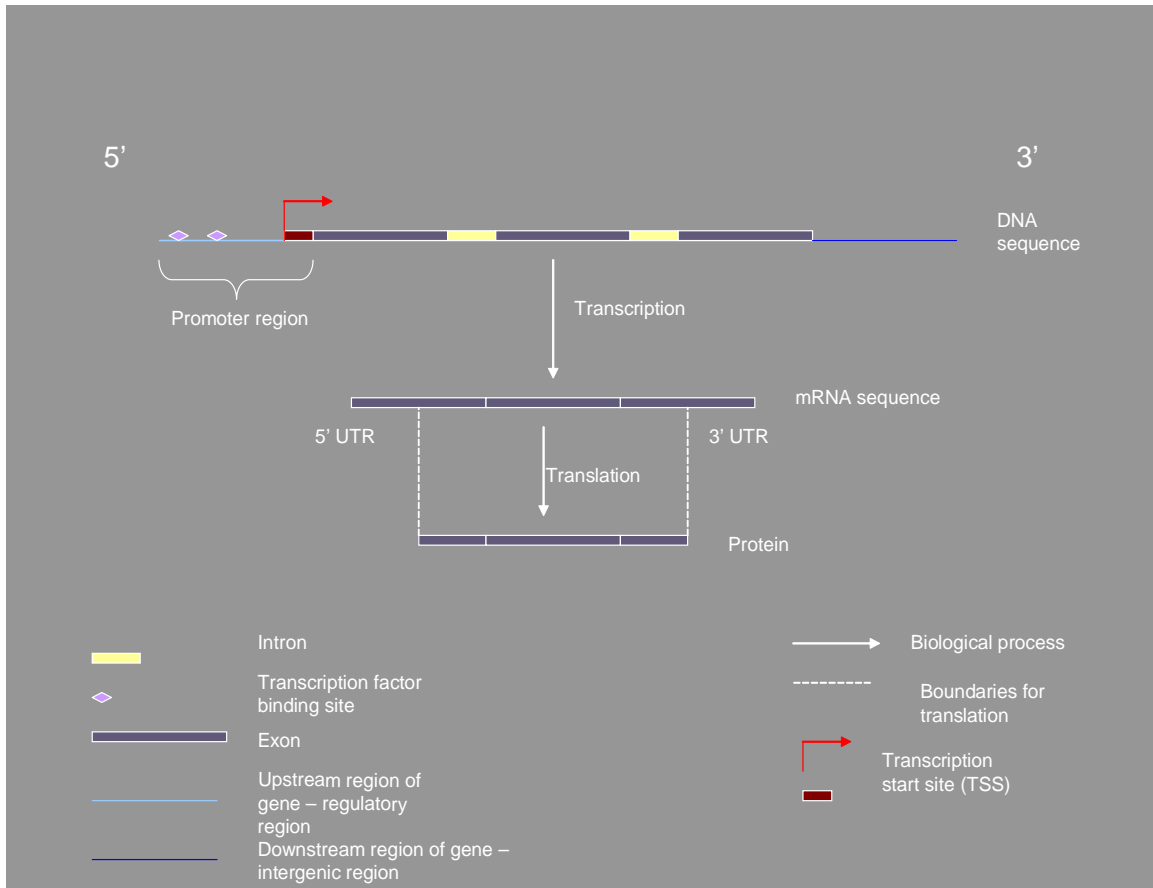 5’
3’
DNA
sequence
Promoter region
Transcription
mRNA sequence
5’ UTR
3’ UTR
Translation
Protein
Intron
Transcription factor
binding site
Exon
Upstream region of
gene – regulatory
region
Downstream region of gene –
intergenic region
Biological process
Boundaries for
translation
Transcription
start site (TSS)